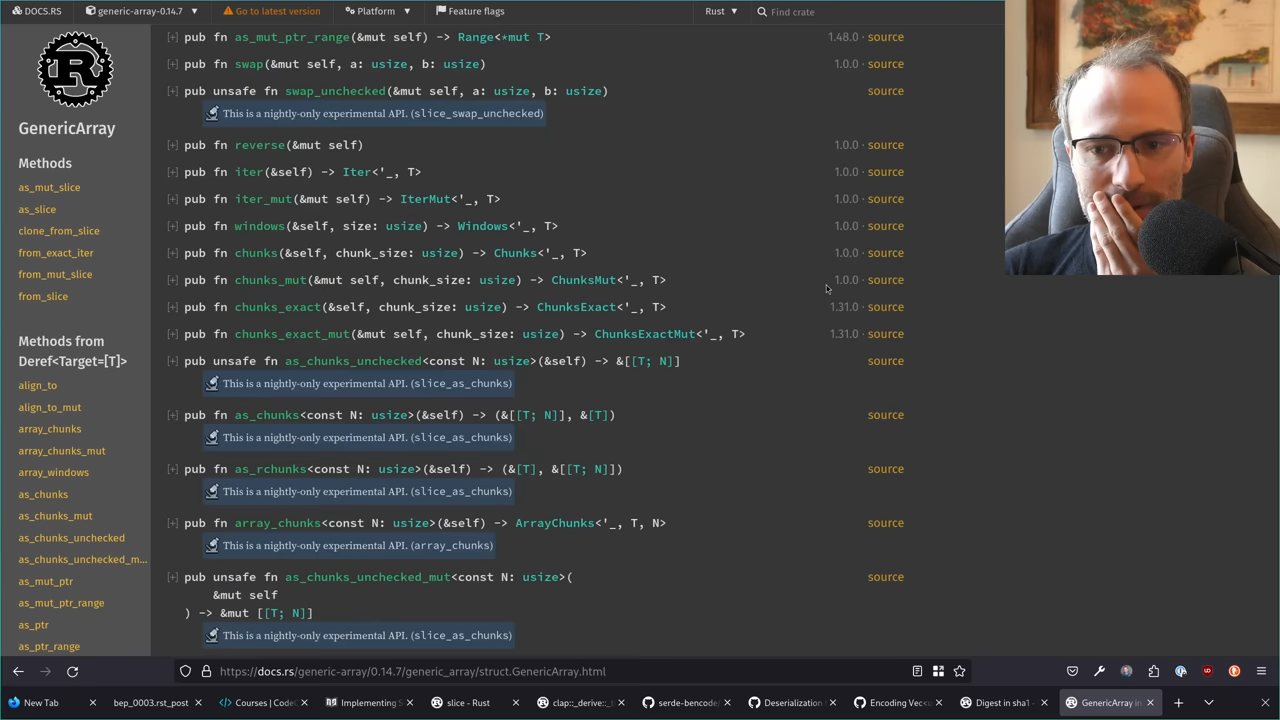 DOCS.RS
generic-array-0.14.7
Go to latest version
Platform
Feature flags
Rust
Find crate
GenericArray
Methods
as_mut_slice
as_slice
clone_from_slice
from_exact_iter
from_mut_slice
from_slice
Methods from
Deref<Target=[T]>
align_to
align_to_mut
array_chunks
array_chunks_mut
array_windows
as_chunks
as_chunks_mut
as_chunks_unchecked
as_chunks_unchecked_m...
as_mut_ptr
as_mut_ptr_range
as_ptr
as_ptr_range
[+] pub fn as_mut_ptr_range(&mut self) -> Range<*mut T> 1.48.0 · source
[+] pub fn swap(&mut self, a: usize, b: usize) 1.0.0 · source
[+] pub unsafe fn swap_unchecked(&mut self, a: usize, b: usize) source
This is a nightly-only experimental API. (slice_swap_unchecked)
[+] pub fn reverse(&mut self) 1.0.0 · source
[+] pub fn iter(&self) -> Iter<'_, T> 1.0.0 · source
[+] pub fn iter_mut(&mut self) -> IterMut<'_, T> 1.0.0 · source
[+] pub fn windows(&self, size: usize) -> Windows<'_, T> 1.0.0 · source
[+] pub fn chunks(&self, chunk_size: usize) -> Chunks<'_, T> 1.0.0 · source
[+] pub fn chunks_mut(&mut self, chunk_size: usize) -> ChunksMut<'_, T> 1.0.0 · source
[+] pub fn chunks_exact(&self, chunk_size: usize) -> ChunksExact<'_, T> 1.31.0 · source
[+] pub fn chunks_exact_mut(&mut self, chunk_size: usize) -> ChunksExactMut<'_, T> 1.31.0 · source
[+] pub unsafe fn as_chunks_unchecked<const N: usize>(&self) -> &[[T; N]] source
This is a nightly-only experimental API. (slice_as_chunks)
[+] pub fn as_chunks<const N: usize>(&self) -> (&[[T; N]], &[T]) source
This is a nightly-only experimental API. (slice_as_chunks)
[+] pub fn as_rchunks<const N: usize>(&self) -> (&[T], &[[T; N]]) source
This is a nightly-only experimental API. (slice_as_chunks)
[+] pub fn array_chunks<const N: usize>(&self) -> ArrayChunks<'_, T, N> source
This is a nightly-only experimental API. (array_chunks)
[+] pub unsafe fn as_chunks_unchecked_mut<const N: usize>( source
&mut self
) -> &mut [[T; N]]
This is a nightly-only experimental API. (slice_as_chunks)
https://docs.rs/generic-array/0.14.7/generic_array/struct.GenericArray.html
New Tab
bep_0003.rst_post
Courses | Code
Implementing S
slice - Rust
clap::_derive::_
serde-bencode/
Deserialization
Encoding Vec<
Digest in sha1 -
GenericArray in